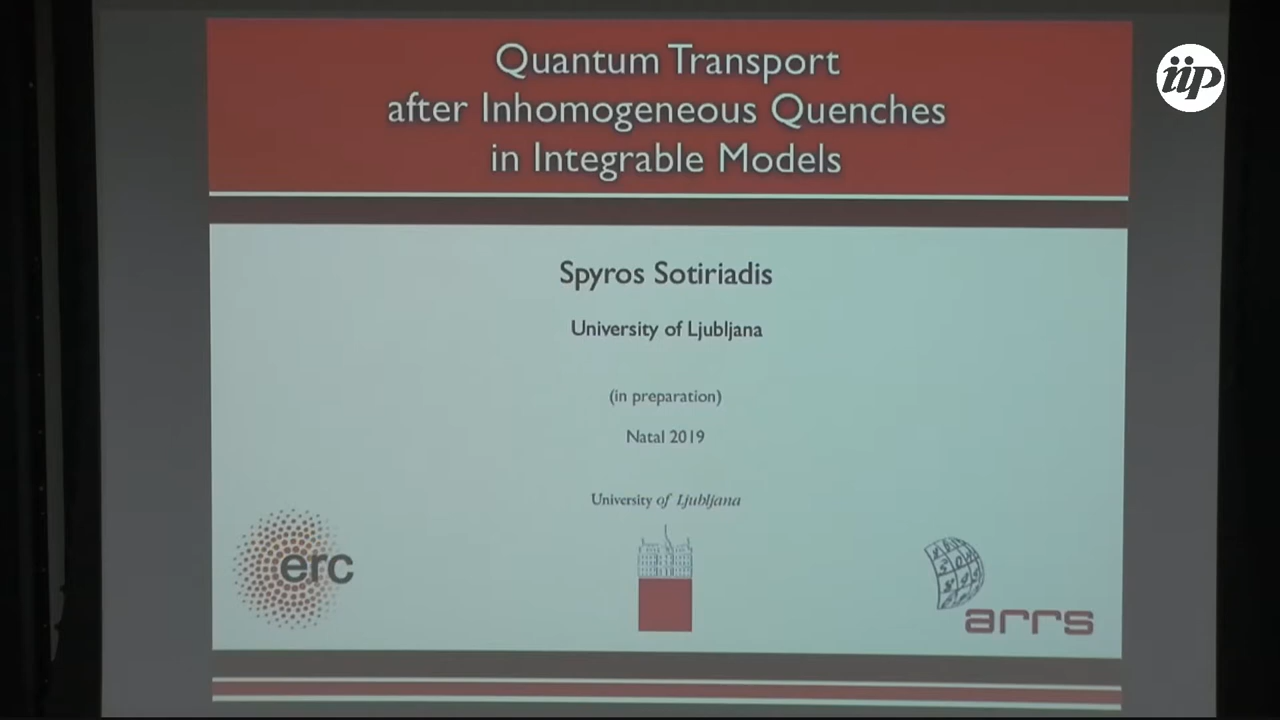 Quantum Transport
after Inhomogeneous Quenches
in Integrable Models
iip
Spyros Sotiriadis
University of Ljubljana
(in preparation)
Natal 2019
University of Ljubljana
erc
arrs